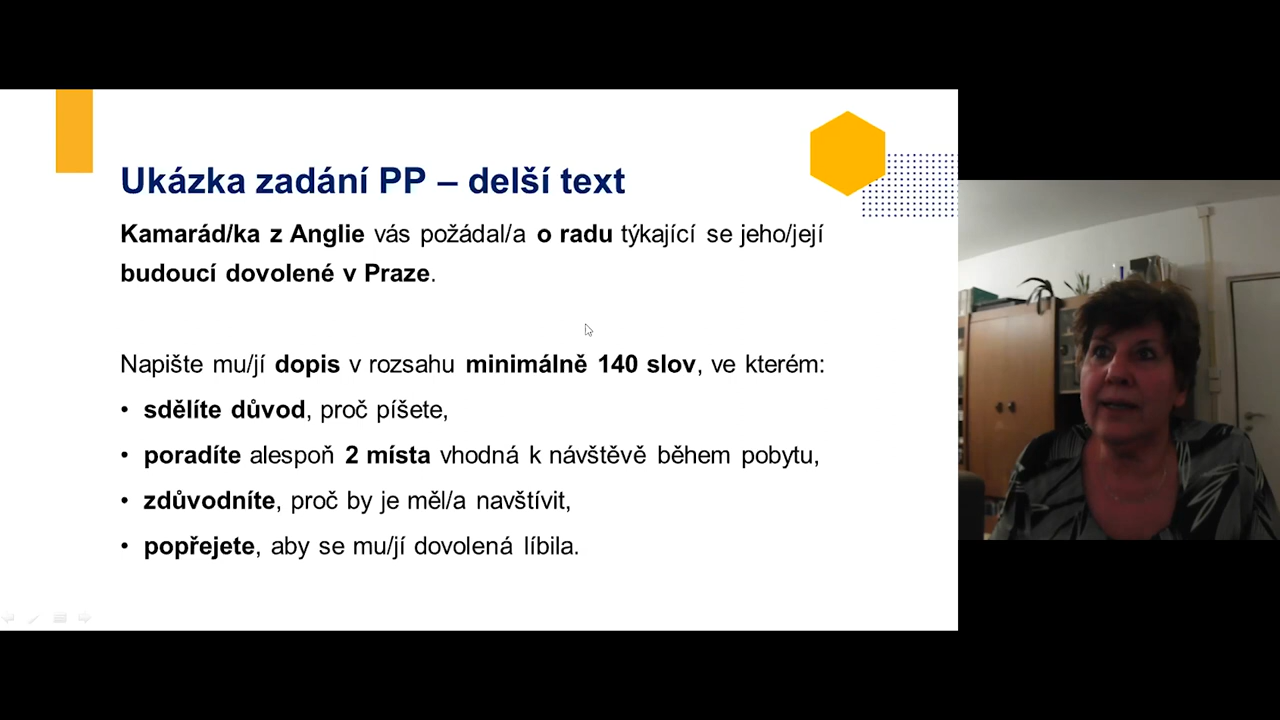 Ukázka zadání PP – delší text
Kamarád/ka z Anglie vás požádal/a o radu týkající se jeho/její
budoucí dovolené v Praze.
Napište mu/jí dopis v rozsahu minimálně 140 slov, ve kterém:
• sdělíte důvod, proč píšete,
• poradíte alespoň 2 místa vhodná k návštěvě během pobytu,
• zdůvodníte, proč by je měl/a navštívit,
• popřejete, aby se mu/jí dovolená líbila.